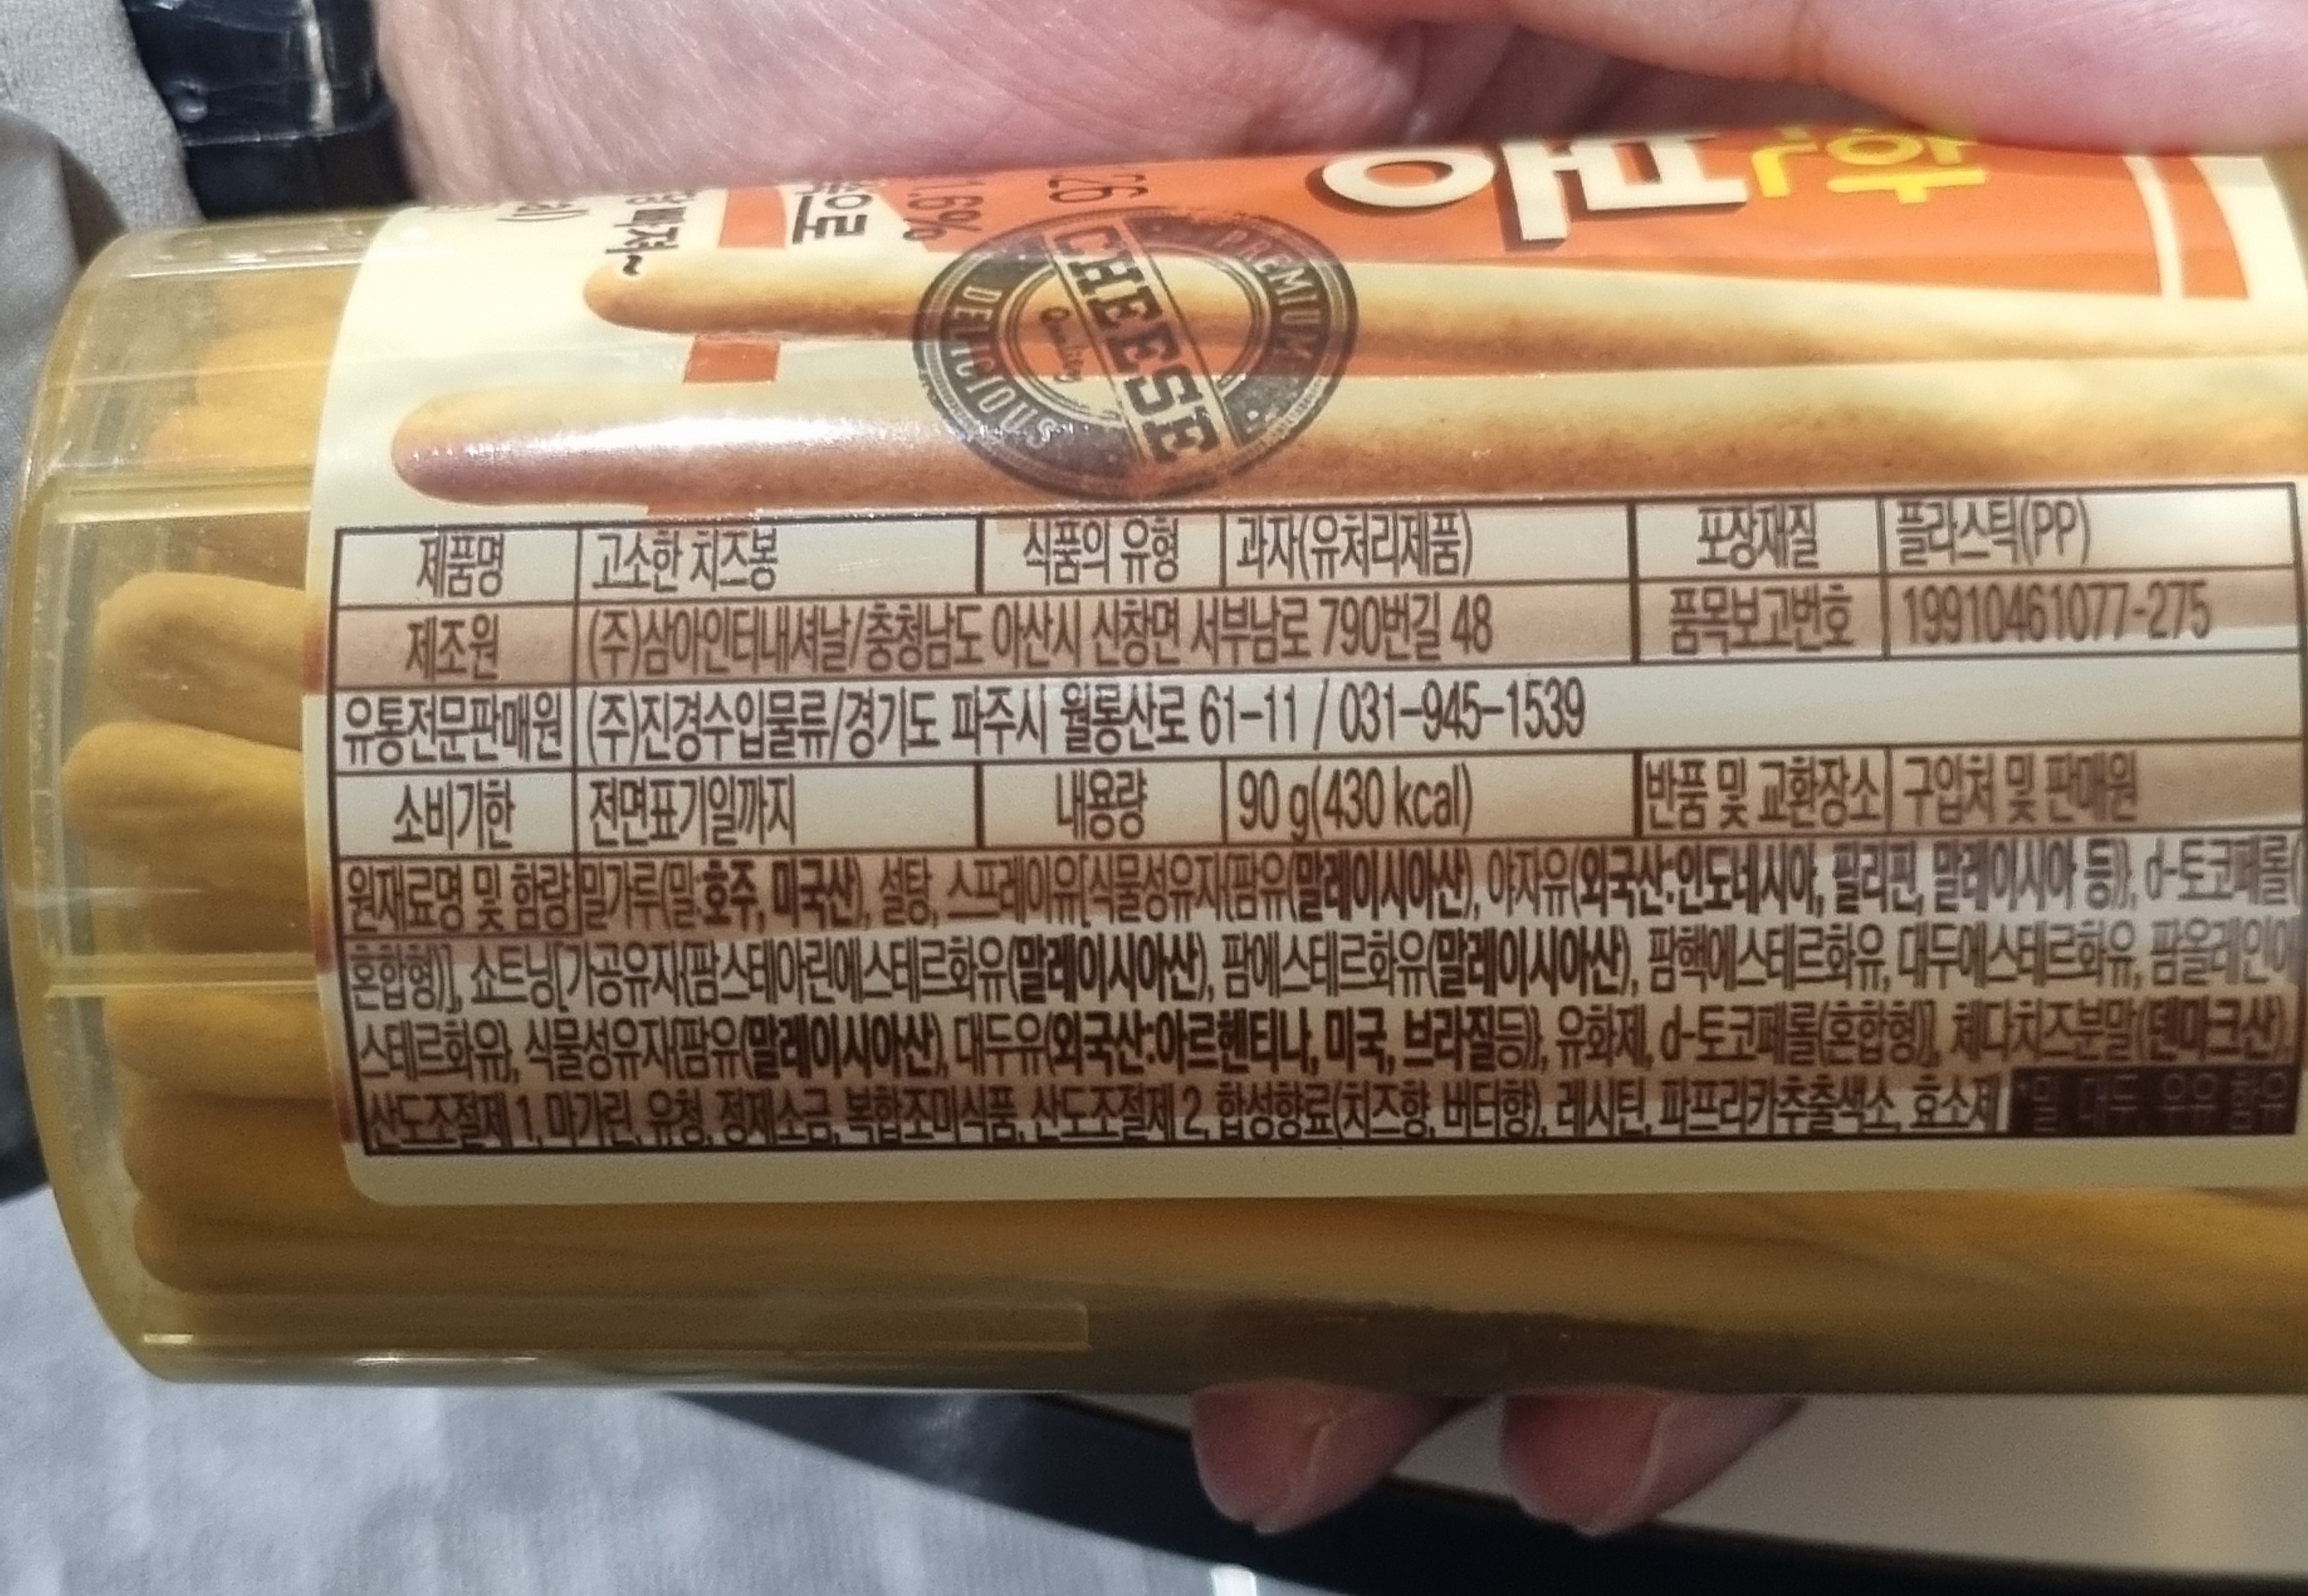 한
봉
26
1.6%
으로
빠져~
PREMIUM
CHEESE
Quality
DELICIOUS
제품명 고소한 치즈봉 식품의 유형 과자(유처리제품) 포장재질 플라스틱(PP)
제조원 (주)삼아인터내셔날/충청남도 아산시 신창면 서부남로 790번길 48 품목보고번호 19910461077-275
유통전문판매원 (주)진경수입물류/경기도 파주시 월롱산로 61-11 / 031-945-1539
소비기한 전면표기일까지 내용량 90 g(430 kcal) 반품 및 교환장소 구입처 및 판매원
원재료명 및 함량 밀가루(밀:호주, 미국산), 설탕, 스프레이유[식물성유지{팜유(말레이시아산), 야자유(외국산:인도네시아, 필리핀, 말레이시아 등)}, d-토코페롤(
혼합형)], 쇼트닝[가공유지{팜스테아린에스테르화유(말레이시아산), 팜에스테르화유(말레이시아산), 팜핵에스테르화유, 대두에스테르화유, 팜올레인에
스테르화유}, 식물성유지{팜유(말레이시아산), 대두유(외국산:아르헨티나, 미국, 브라질등)}, 유화제, d-토코페롤(혼합형)], 체다치즈분말(덴마크산),
산도조절제 1, 마가린, 유청, 정제소금, 복합조미식품, 산도조절제 2, 합성향료(치즈향, 버터향), 레시틴, 파프리카추출색소, 효소제 *밀 대두 우유 함유